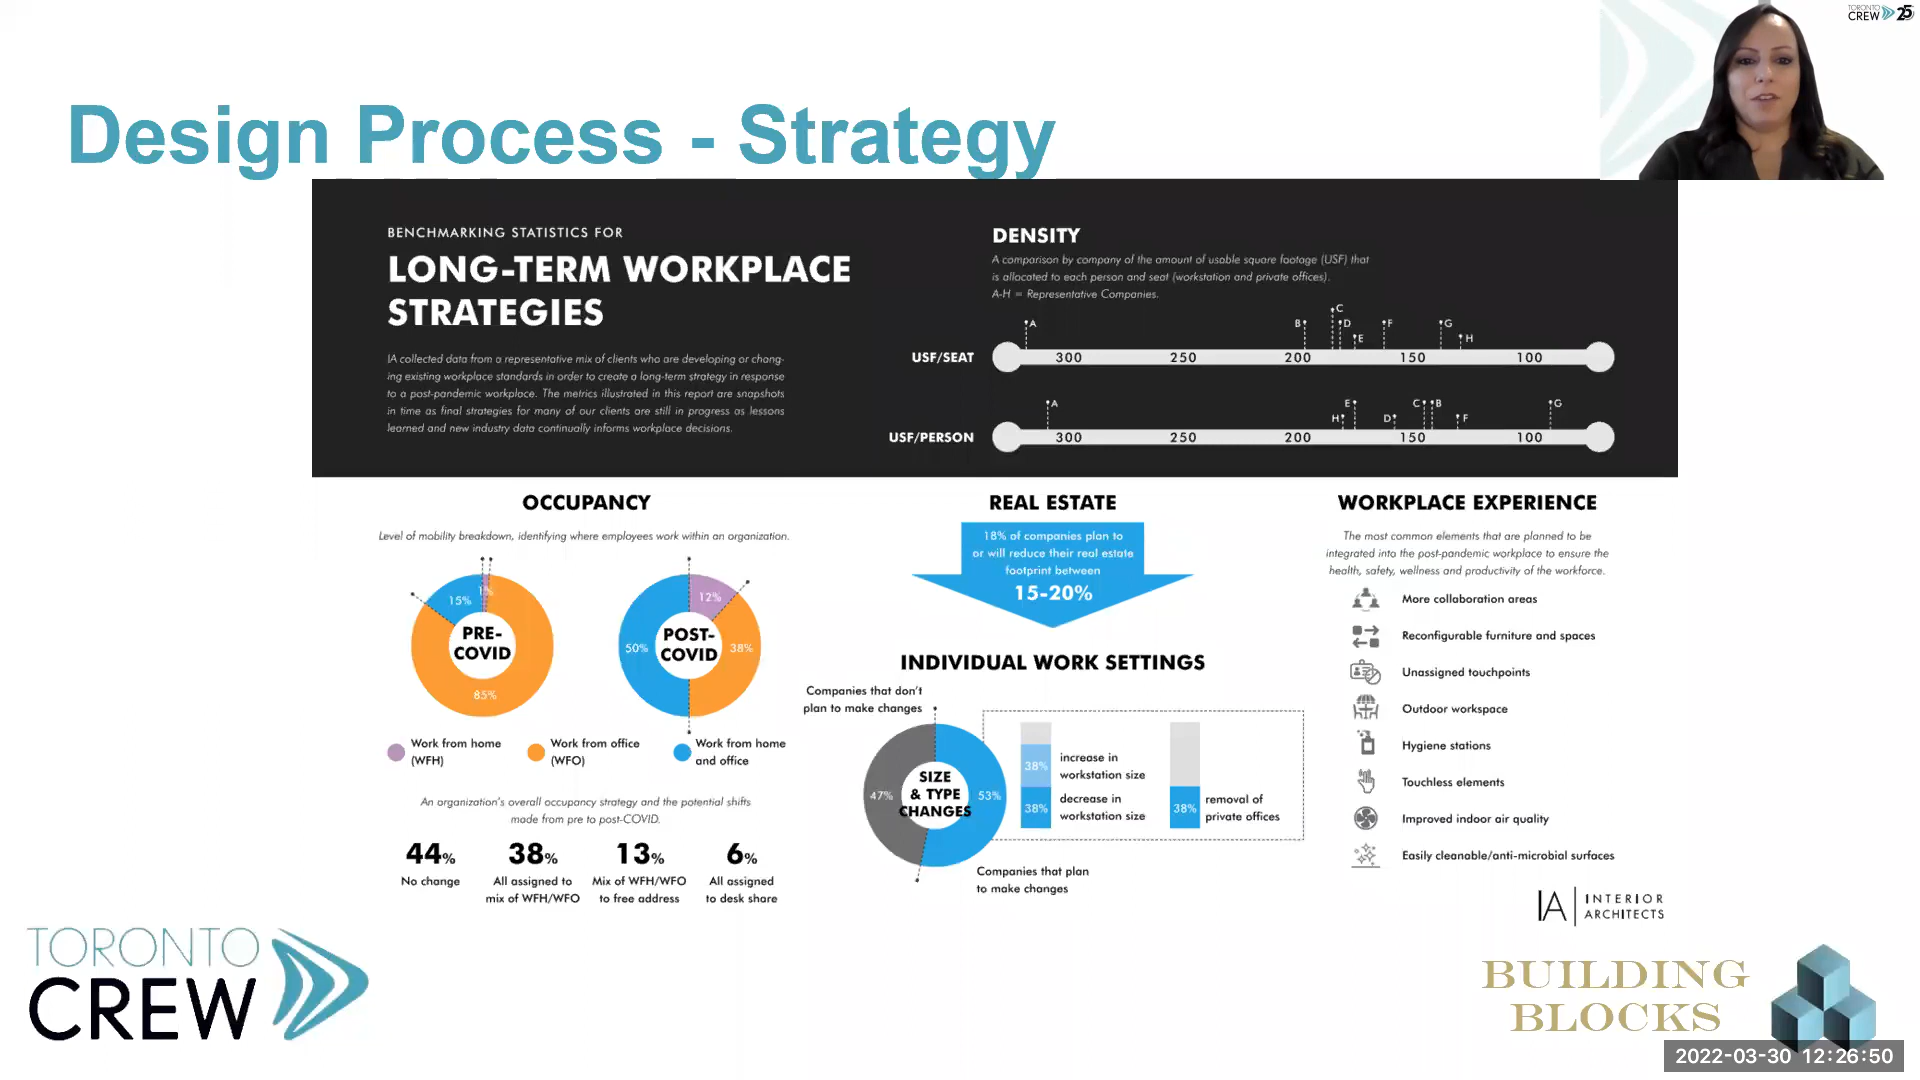 TORONTO
CREW 25
Design Process - Strategy
BENCHMARKING STATISTICS FOR
LONG-TERM WORKPLACE
STRATEGIES
IA collected data from a representative mix of clients who are developing or chang-
ing existing workplace standards in order to create a long-term strategy in response
to a post-pandemic workplace. The metrics illustrated in this report are snapshots
in time as final strategies for many of our clients are still in progress as lessons
learned and new industry data continually informs workplace decisions.
DENSITY
A comparison by company of the amount of usable square footage (USF) that
is allocated to each person and seat (workstation and private offices).
A-H = Representative Companies.
A B C D E F G H
USF/SEAT 300 250 200 150 100
A H E D C B F G
USF/PERSON 300 250 200 150 100
OCCUPANCY
Level of mobility breakdown, identifying where employees work within an organization.
15% 1%
PRE-
COVID
85%
12%
POST-
COVID
50% 38%
Work from home
(WFH)
Work from office
(WFO)
Work from home
and office
An organization's overall occupancy strategy and the potential shifts
made from pre to post-COVID.
44%
No change
38%
All assigned to
mix of WFH/WFO
13%
Mix of WFH/WFO
to free address
6%
All assigned
to desk share
REAL ESTATE
18% of companies plan to
or will reduce their real estate
footprint between
15-20%
INDIVIDUAL WORK SETTINGS
Companies that don't
plan to make changes
47%
SIZE
& TYPE
CHANGES
53%
38%
increase in
workstation size
38%
decrease in
workstation size
38%
removal of
private offices
Companies that plan
to make changes
WORKPLACE EXPERIENCE
The most common elements that are planned to be
integrated into the post-pandemic workplace to ensure the
health, safety, wellness and productivity of the workforce.
More collaboration areas
Reconfigurable furniture and spaces
Unassigned touchpoints
Outdoor workspace
Hygiene stations
Touchless elements
Improved indoor air quality
Easily cleanable/anti-microbial surfaces
IA INTERIOR
ARCHITECTS
TORONTO
CREW
BUILDING
BLOCKS
2022-03-30 12:26:50